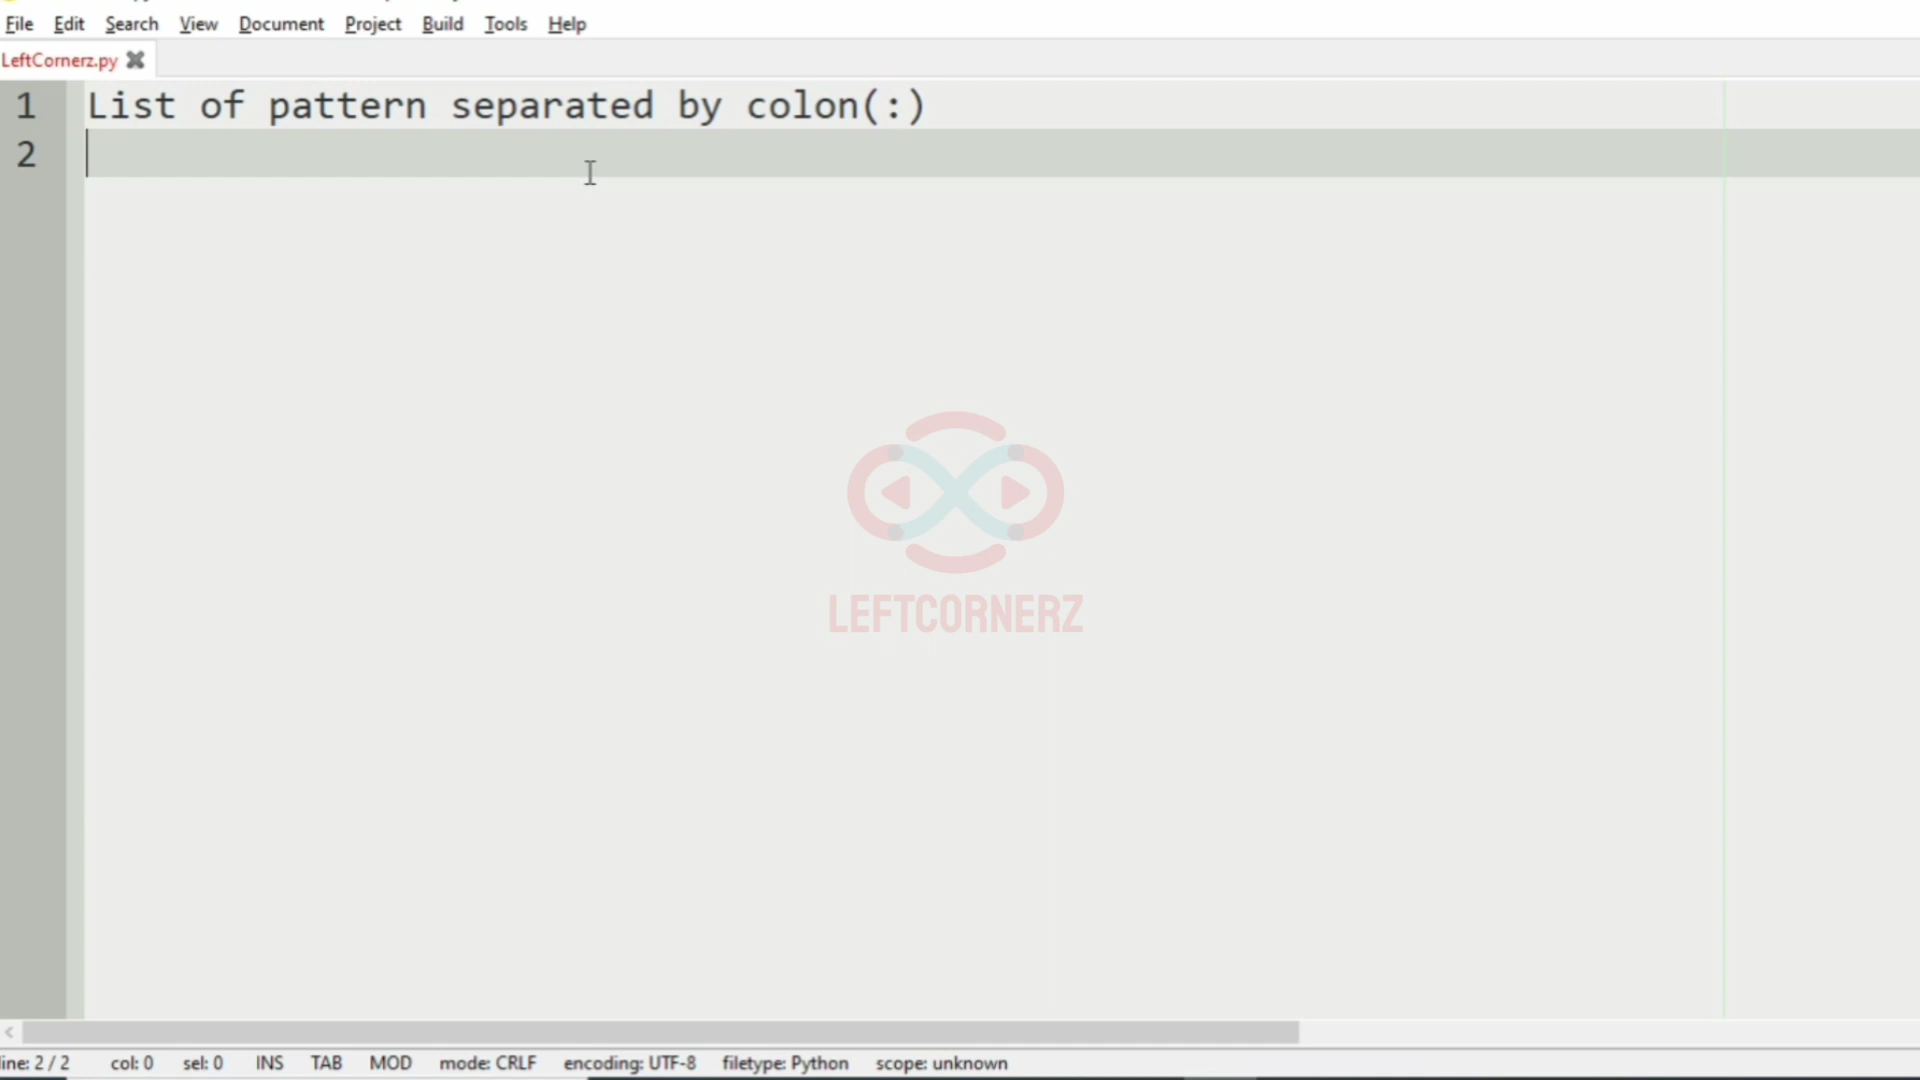 File Edit Search View Document Project Build Tools Help
LeftCornerz.py
1 List of pattern separated by colon(:)
2
LEFTCORNERZ
line: 2 / 2 col: 0 sel: 0 INS TAB MOD mode: CRLF encoding: UTF-8 filetype: Python scope: unknown